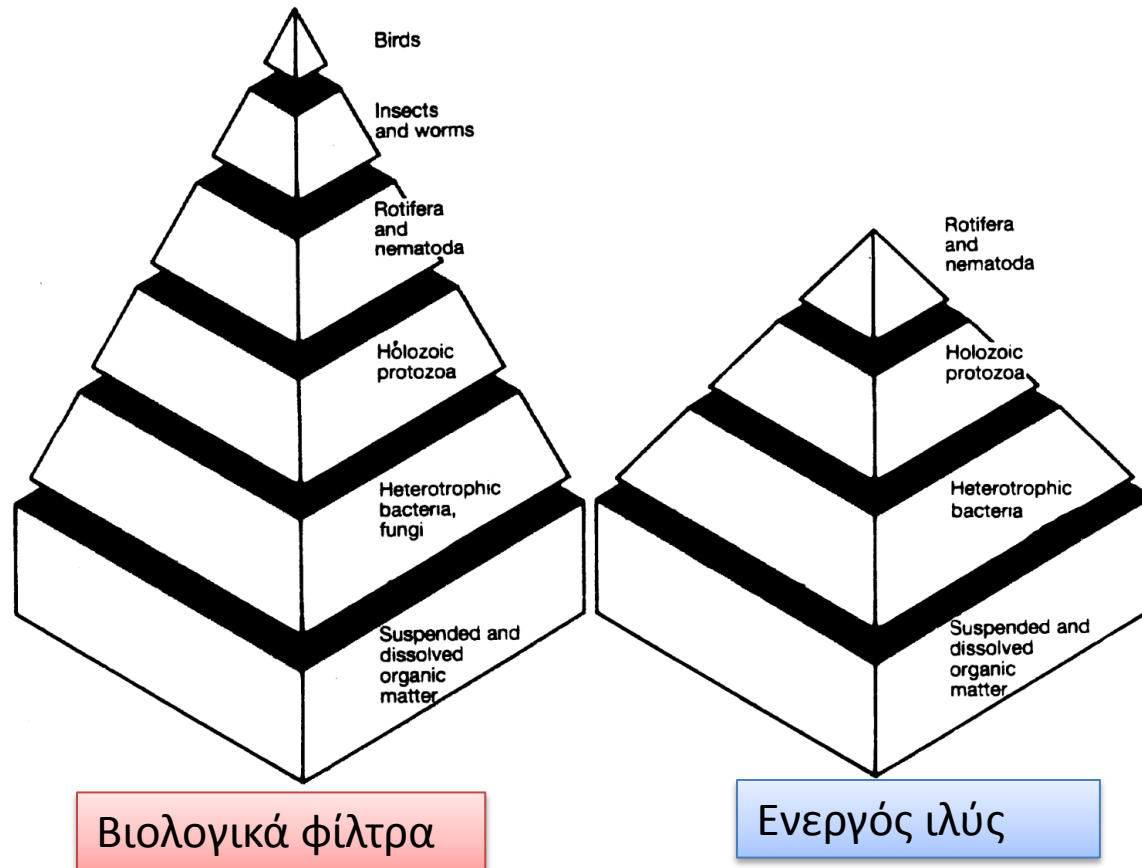 Birds
Insects
and worms
Rotifera
and
nematoda
Holozoic
protozoa
Heterotrophic
bacteria,
fungi
Suspended and
dissolved
organic
matter
Βιολογικά φίλτρα
Rotifera
and
nematoda
Holozoic
protozoa
Heterotrophic
bacteria
Suspended and
dissolved
organic
matter
Ενεργός ιλύς